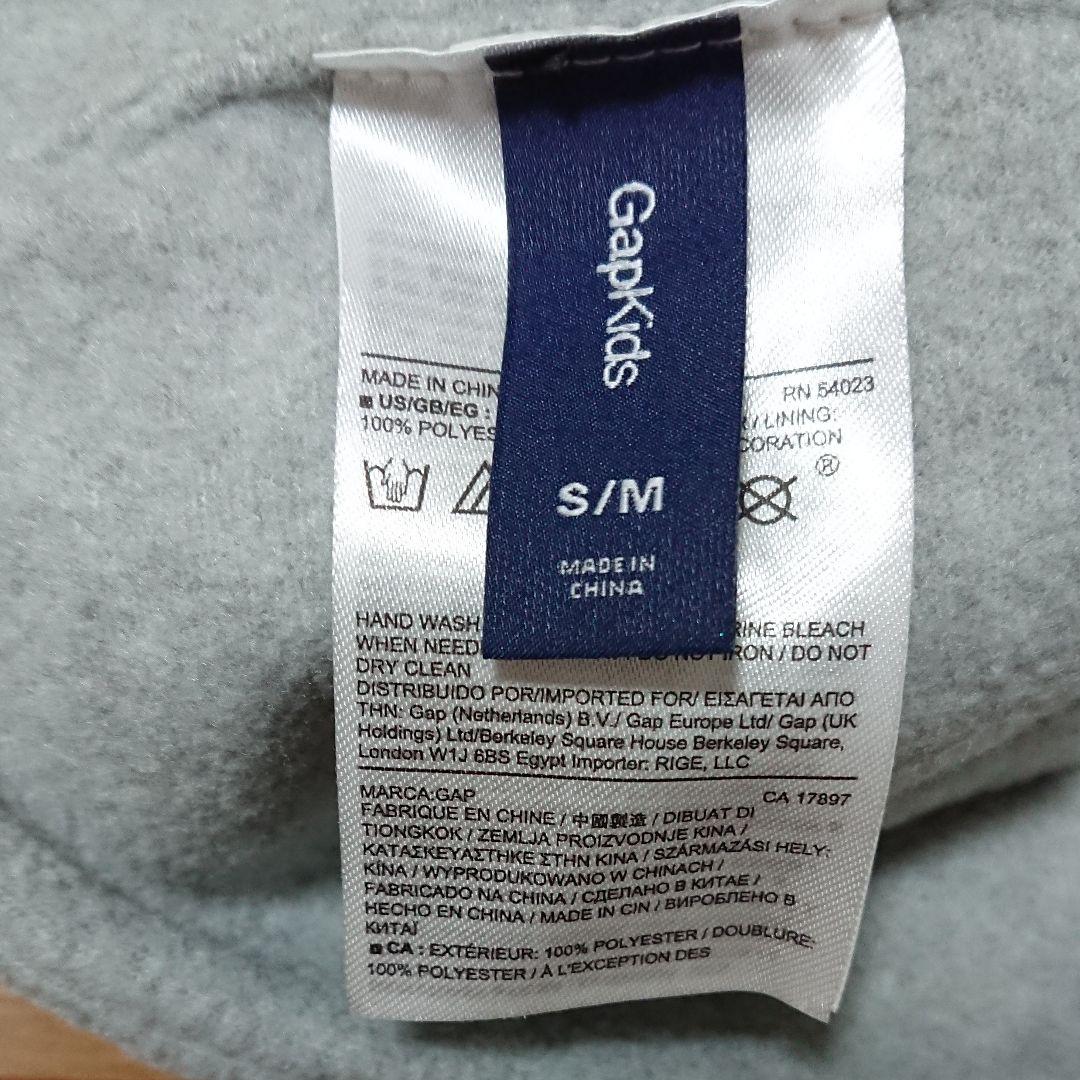 GapKids
S/M
MADE IN
CHINA
MADE IN CHIN
RN 54023
US/GB/EG :
/ LINING:
100% POLYES
CORATION
®
HAND WASH
RINE BLEACH
WHEN NEED
DO NOT IRON / DO NOT
DRY CLEAN
DISTRIBUIDO POR/IMPORTED FOR/ ΕΙΣΑΓΕΤΑΙ ΑΠΟ
ΤΗΝ: Gap (Netherlands) B.V./ Gap Europe Ltd/ Gap (UK
Holdings) Ltd/Berkeley Square House Berkeley Square,
London W1J 6BS Egypt Importer: RIGE, LLC
MARCA:GAP
CA 17897
FABRIQUE EN CHINE / 中國製造 / DIBUAT DI
TIONGKOK / ZEMLJA PROIZVODNJE KINA /
ΚΑΤΑΣΚΕΥΑΣΤΗΚΕ ΣΤΗΝ ΚΙΝΑ / SZÁRMAZÁSI HELY:
KÍNA / WYPRODUKOWANO W CHINACH /
FABRICADO NA CHINA / СДЕЛАНО В КИТАЕ /
HECHO EN CHINA / MADE IN CIN / ВИРОБЛЕНО В
КИТАЇ
CA : EXTÉRIEUR: 100% POLYESTER / DOUBLURE:
100% POLYESTER / À L'EXCEPTION DES